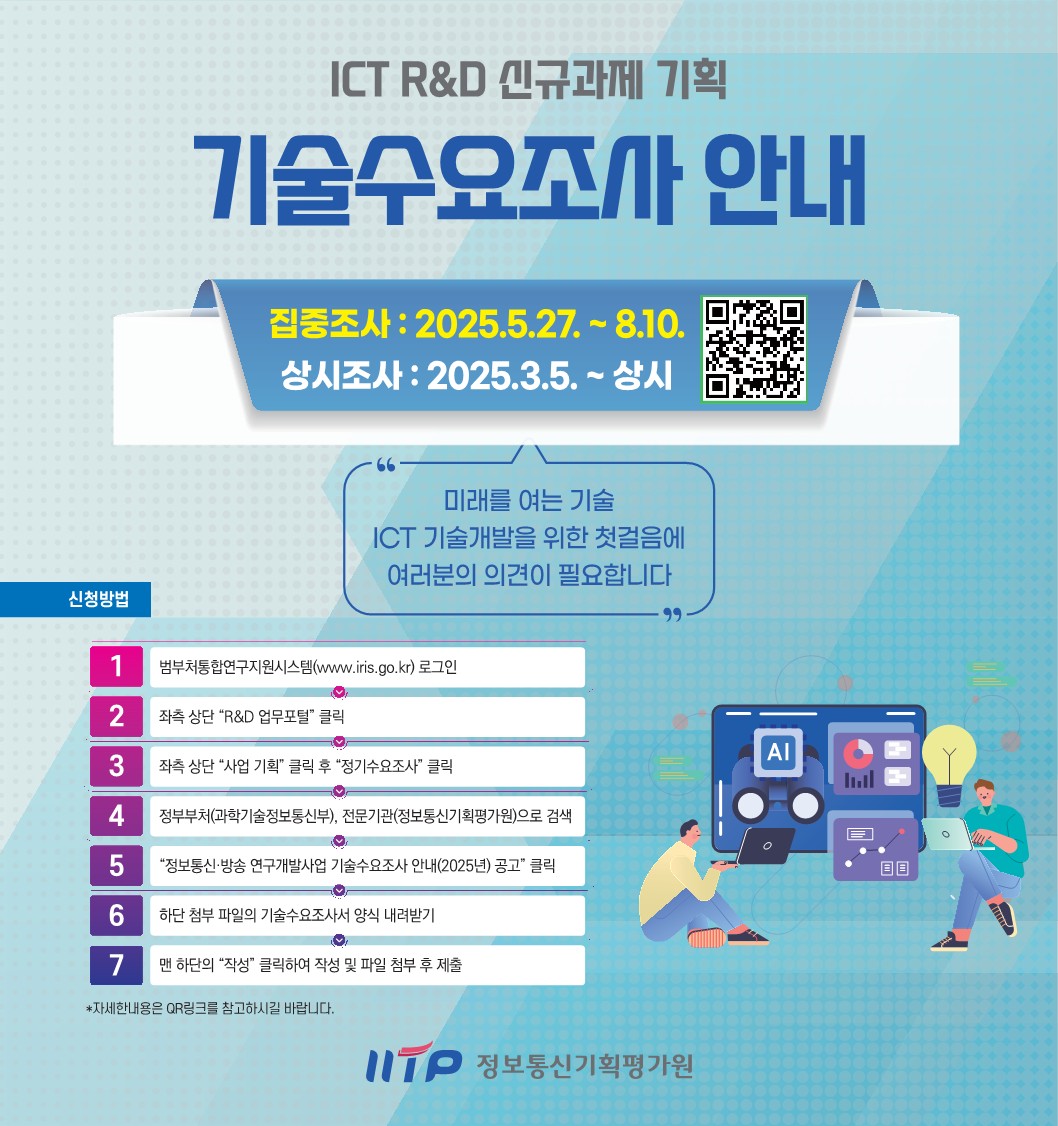 ICT R&D 신규과제 기획
기술수요조사 안내
집중조사 : 2025.5.27. ~ 8.10.
상시조사 : 2025.3.5. ~ 상시
“
미래를 여는 기술
ICT 기술개발을 위한 첫걸음에
여러분의 의견이 필요합니다
”
신청방법
1 범부처통합연구지원시스템(www.iris.go.kr) 로그인
2 좌측 상단 “R&D 업무포털” 클릭
3 좌측 상단 “사업 기획” 클릭 후 “정기수요조사” 클릭
4 정부부처(과학기술정보통신부), 전문기관(정보통신기획평가원)으로 검색
5 “정보통신·방송 연구개발사업 기술수요조사 안내(2025년) 공고” 클릭
6 하단 첨부 파일의 기술수요조사서 양식 내려받기
7 맨 하단의 “작성” 클릭하여 작성 및 파일 첨부 후 제출
AI
*자세한내용은 QR링크를 참고하시길 바랍니다.
IITP 정보통신기획평가원